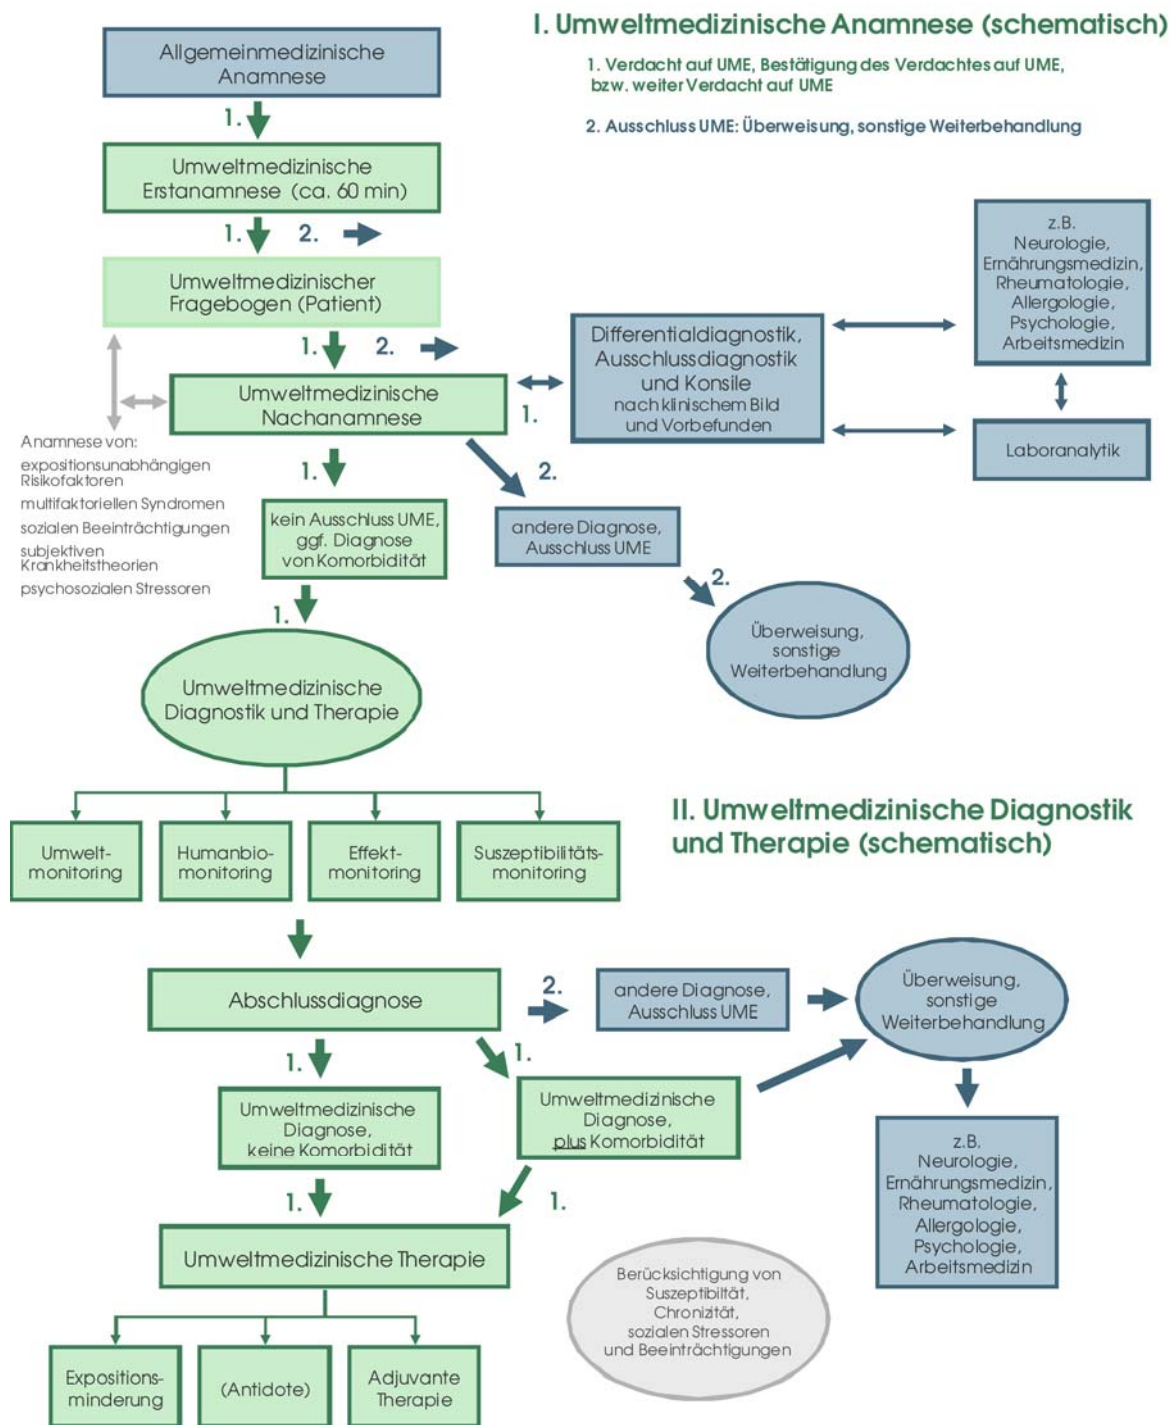 I. Umweltmedizinische Anamnese (schematisch)
1. Verdacht auf UME, Bestätigung des Verdachtes auf UME,
bzw. weiter Verdacht auf UME
2. Ausschluss UME: Überweisung, sonstige Weiterbehandlung
Allgemeinmedizinische
Anamnese
1.
Umweltmedizinische
Erstanamnese (ca. 60 min)
1.
2.
Umweltmedizinischer
Fragebogen (Patient)
1.
2.
Umweltmedizinische
Nachanamnese
1.
Differentialdiagnostik,
Ausschlussdiagnostik
und Konsile
nach klinischem Bild
und Vorbefunden
z.B.
Neurologie,
Ernährungsmedizin,
Rheumatologie,
Allergologie,
Psychologie,
Arbeitsmedizin
Laboranalytik
Anamnese von:
expositionsunabhängigen
Risikofaktoren
multifaktoriellen Syndromen
sozialen Beeinträchtigungen
subjektiven
Krankheitstheorien
psychosozialen Stressoren
1.
2.
kein Ausschluss UME,
ggf. Diagnose
von Komorbidität
andere Diagnose,
Ausschluss UME
1.
2.
Überweisung,
sonstige
Weiterbehandlung
Umweltmedizinische
Diagnostik und Therapie
II. Umweltmedizinische Diagnostik
und Therapie (schematisch)
Umwelt-
monitoring
Humanbio-
monitoring
Effekt-
monitoring
Suszeptibilitäts-
monitoring
Abschlussdiagnose
2.
andere Diagnose,
Ausschluss UME
Überweisung,
sonstige
Weiterbehandlung
1.
1.
Umweltmedizinische
Diagnose,
keine Komorbidität
Umweltmedizinische
Diagnose,
plus Komorbidität
z.B.
Neurologie,
Ernährungsmedizin,
Rheumatologie,
Allergologie,
Psychologie,
Arbeitsmedizin
1.
1.
Umweltmedizinische Therapie
Berücksichtigung von
Suszeptibiltät,
Chronizität,
sozialen Stressoren
und Beeinträchtigungen
Expositions-
minderung
(Antidote)
Adjuvante
Therapie